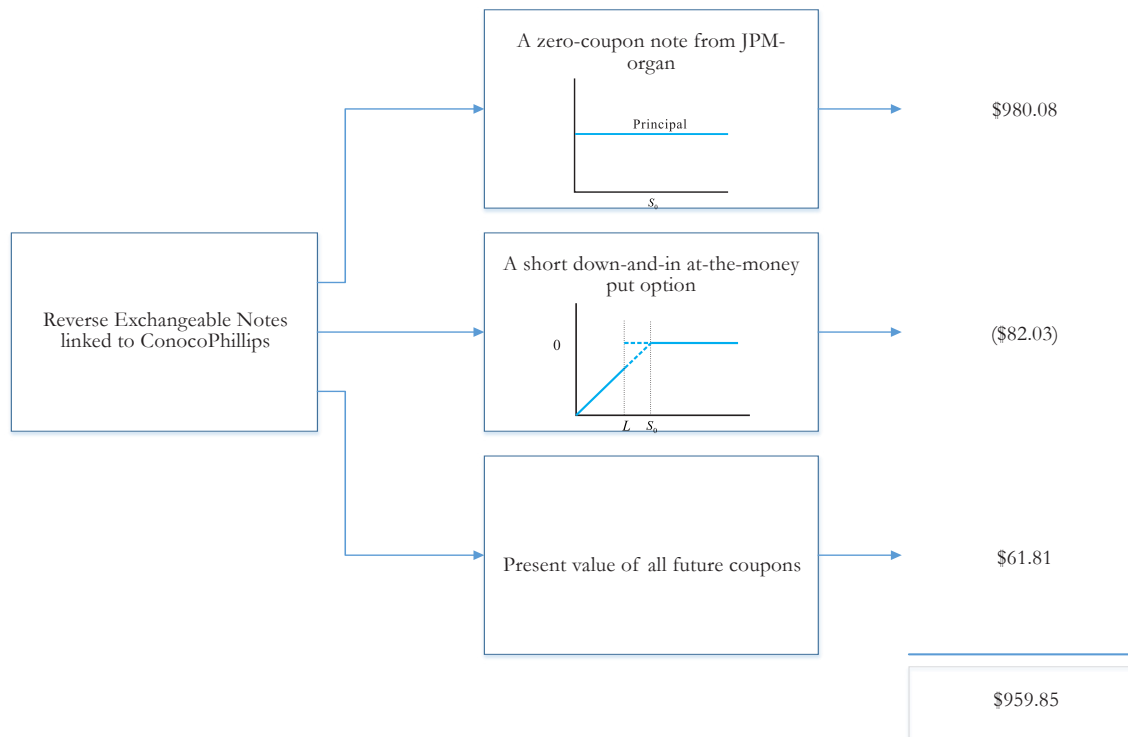 A zero-coupon note from JPM-
organ
Principal
S₀
$980.08
Reverse Exchangeable Notes
linked to ConocoPhillips
A short down-and-in at-the-money
put option
0
L S₀
($82.03)
Present value of all future coupons
$61.81
$959.85